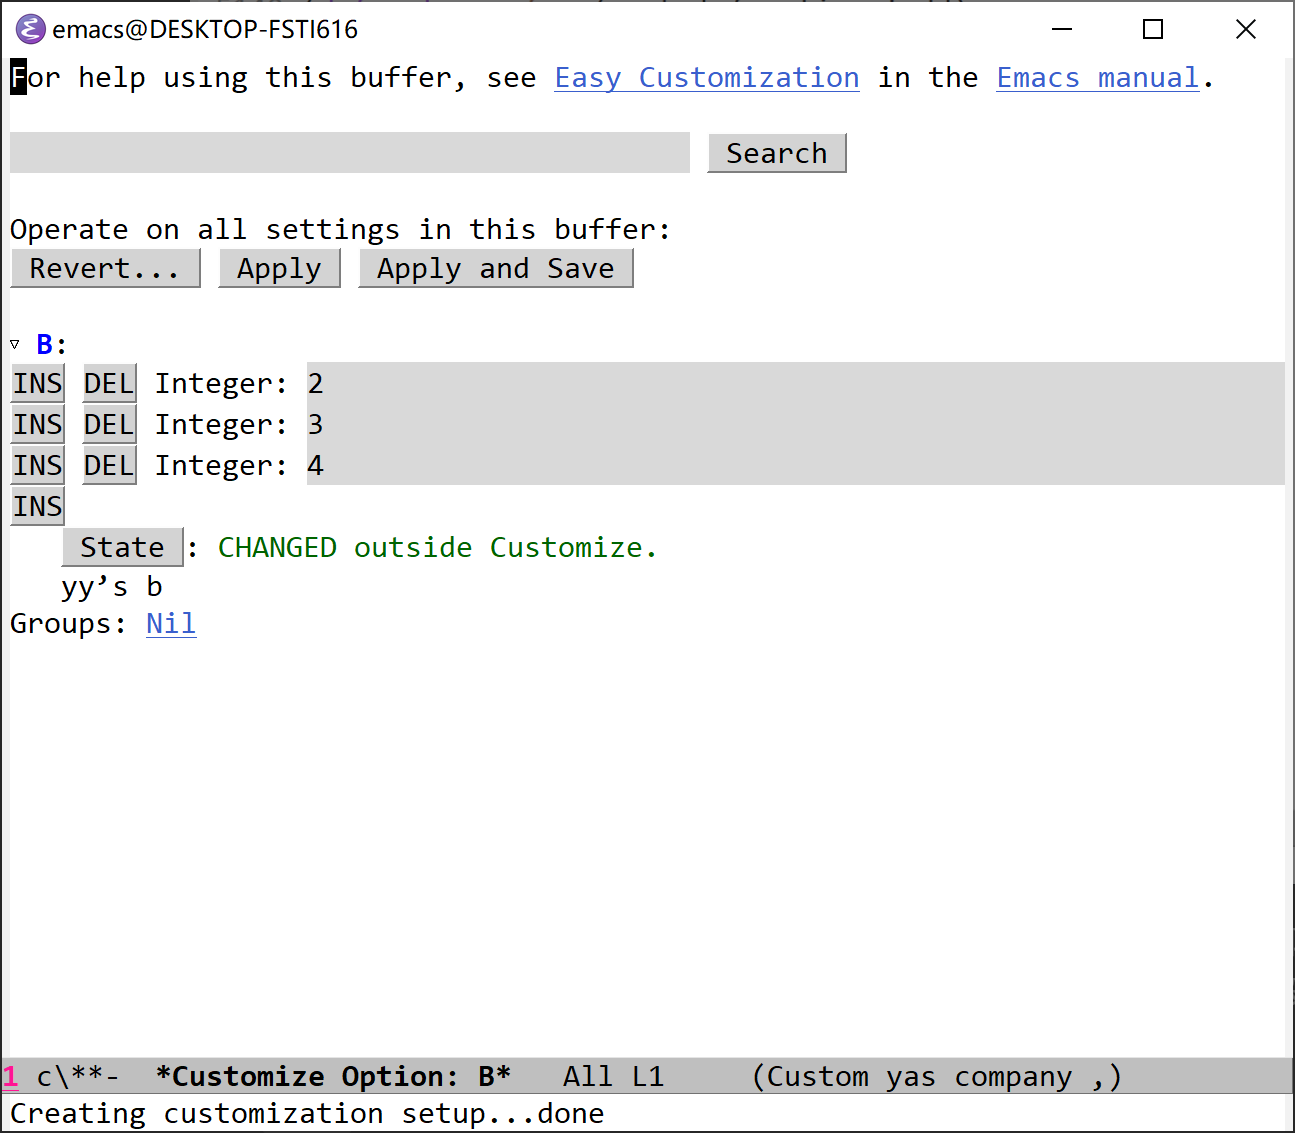 emacs@DESKTOP-FSTI616
For help using this buffer, see Easy Customization in the Emacs manual.
Search
Operate on all settings in this buffer:
Revert... Apply Apply and Save
▿ B:
INS DEL Integer: 2
INS DEL Integer: 3
INS DEL Integer: 4
INS
State : CHANGED outside Customize.
yy’s b
Groups: Nil
1 c\**- *Customize Option: B* All L1 (Custom yas company ,)
Creating customization setup...done